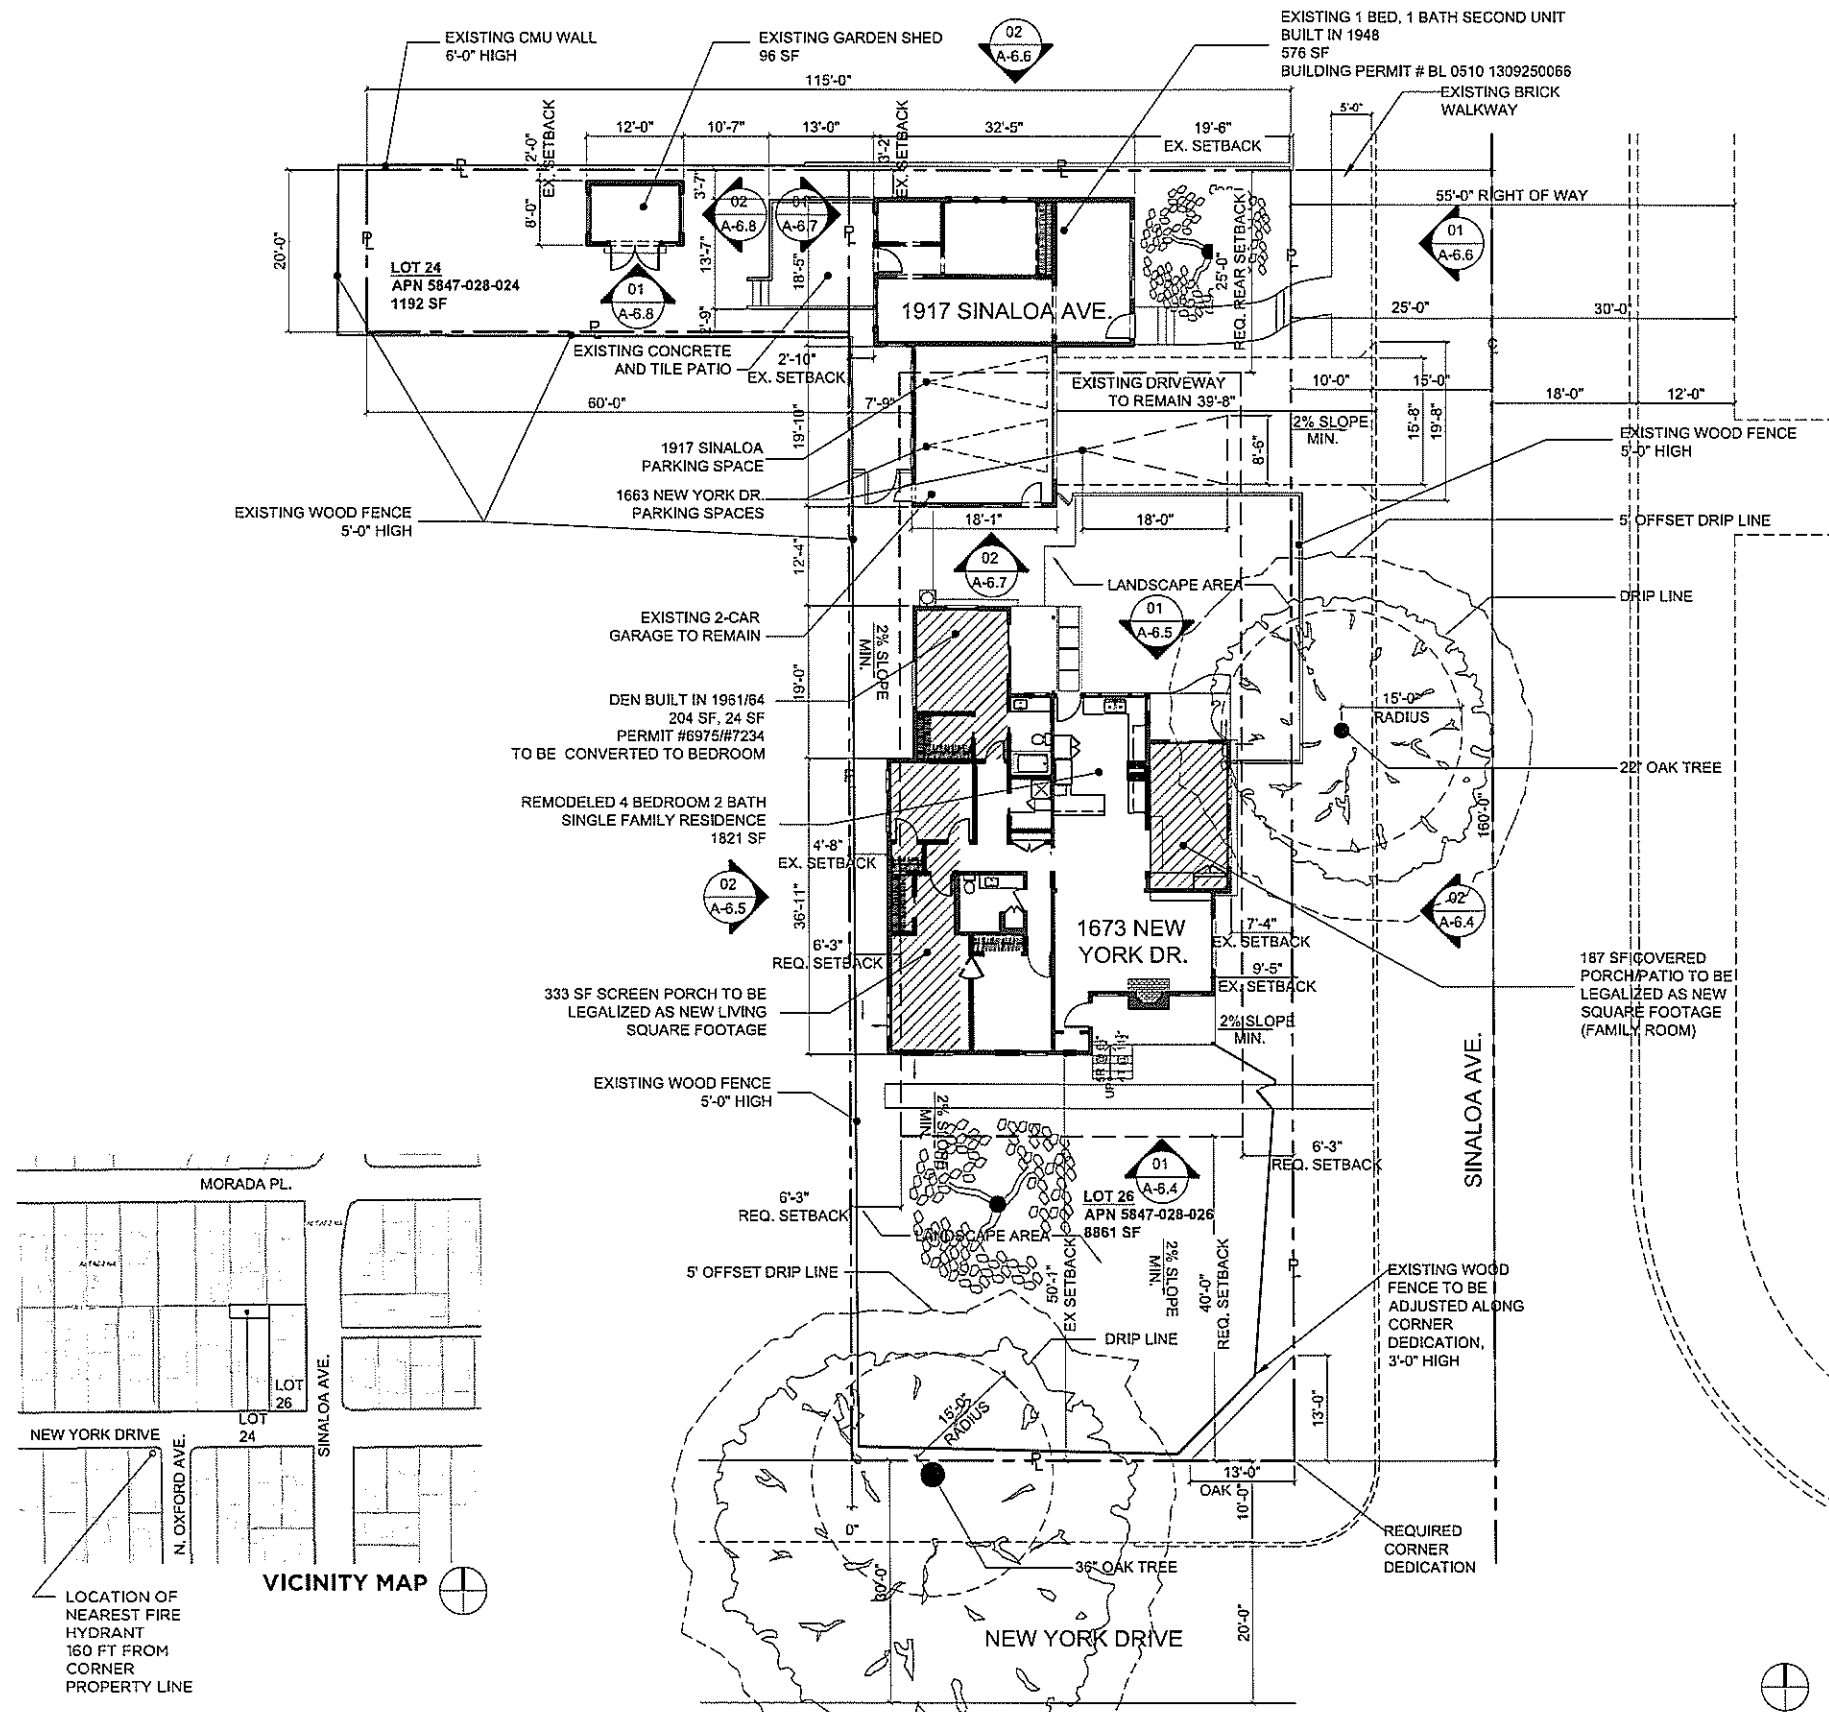 EXISTING CMU WALL
6'-0" HIGH
EXISTING GARDEN SHED
96 SF
02
A-6.6
EXISTING 1 BED, 1 BATH SECOND UNIT
BUILT IN 1948
576 SF
BUILDING PERMIT # BL 0510 1309250066
EXISTING BRICK
WALKWAY
115'-0"
5'-0"
12'-0"
10'-7"
13'-0"
32'-5"
19'-6"
EX. SETBACK
2'-0"
EX. SETBACK
3'-2"
EX. SETBACK
PL
PL
55'-0" RIGHT OF WAY
20'-0"
8'-0"
3'-7"
02
A-6.8
01
A-6.7
PL
PL
13'-7"
18'-5"
25'-0"
REQ. REAR SETBACK
PL
01
A-6.6
LOT 24
APN 5847-028-024
1192 SF
01
A-6.8
1917 SINALOA AVE.
2'-9"
PL
25'-0"
30'-0
EXISTING CONCRETE
AND TILE PATIO
2'-10"
EX. SETBACK
EXISTING DRIVEWAY
TO REMAIN 39'-8"
10'-0"
15'-0"
18'-0"
12'-0"
60'-0"
7'-9"
19'-10"
2% SLOPE
MIN.
15'-8"
19'-8"
8'-6"
EXISTING WOOD FENCE
5'-0" HIGH
1917 SINALOA
PARKING SPACE
1663 NEW YORK DR.
PARKING SPACES
EXISTING WOOD FENCE
5'-0" HIGH
18'-1"
18'-0"
5' OFFSET DRIP LINE
12'-4"
02
A-6.7
LANDSCAPE AREA
DRIP LINE
01
A-6.5
EXISTING 2-CAR
GARAGE TO REMAIN
2% SLOPE
MIN.
19'-0"
DEN BUILT IN 1961/64
204 SF, 24 SF
PERMIT #6975/#7234
TO BE CONVERTED TO BEDROOM
15'-0"
RADIUS
22" OAK TREE
REMODELED 4 BEDROOM 2 BATH
SINGLE FAMILY RESIDENCE
1821 SF
160'-0"
4'-8"
EX. SETBACK
02
A-6.5
36'-11"
02
A-6.4
1673 NEW
YORK DR.
7'-4"
EX. SETBACK
6'-3"
REQ. SETBACK
9'-5"
EX. SETBACK
187 SF COVERED
PORCH/PATIO TO BE
LEGALIZED AS NEW
SQUARE FOOTAGE
(FAMILY ROOM)
333 SF SCREEN PORCH TO BE
LEGALIZED AS NEW LIVING
SQUARE FOOTAGE
2% SLOPE
MIN.
UP
SINALOA AVE.
EXISTING WOOD FENCE
5'-0" HIGH
2% SLOPE
MIN.
6'-3"
REQ. SETBACK
01
A-6.4
6'-3"
REQ. SETBACK
LOT 26
APN 5847-028-026
8861 SF
LANDSCAPE AREA
2% SLOPE
MIN.
50'-1"
EX SETBACK
40'-0"
REQ. SETBACK
PL
5' OFFSET DRIP LINE
EXISTING WOOD
FENCE TO BE
ADJUSTED ALONG
CORNER
DEDICATION,
3'-0" HIGH
DRIP LINE
15'-0"
RADIUS
13'-0"
PL
13'-0"
OAK
10'-0"
0"
REQUIRED
CORNER
DEDICATION
36" OAK TREE
30'-0"
20'-0"
NEW YORK DRIVE
MORADA PL.
LOT
26
LOT
24
NEW YORK DRIVE
N. OXFORD AVE.
SINALOA AVE.
VICINITY MAP
LOCATION OF
NEAREST FIRE
HYDRANT
160 FT FROM
CORNER
PROPERTY LINE